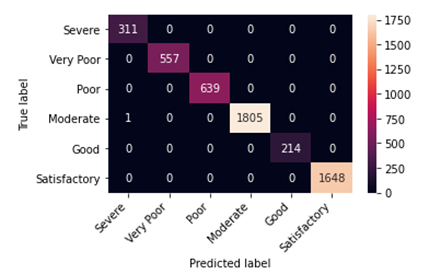 True label
Severe 311 0 0 0 0 0
Very Poor 0 557 0 0 0 0
Poor 0 0 639 0 0 0
Moderate 1 0 0 1805 0 0
Good 0 0 0 0 214 0
Satisfactory 0 0 0 0 0 1648
Severe Very Poor Poor Moderate Good Satisfactory
Predicted label
1750
1500
1250
1000
750
500
250
0